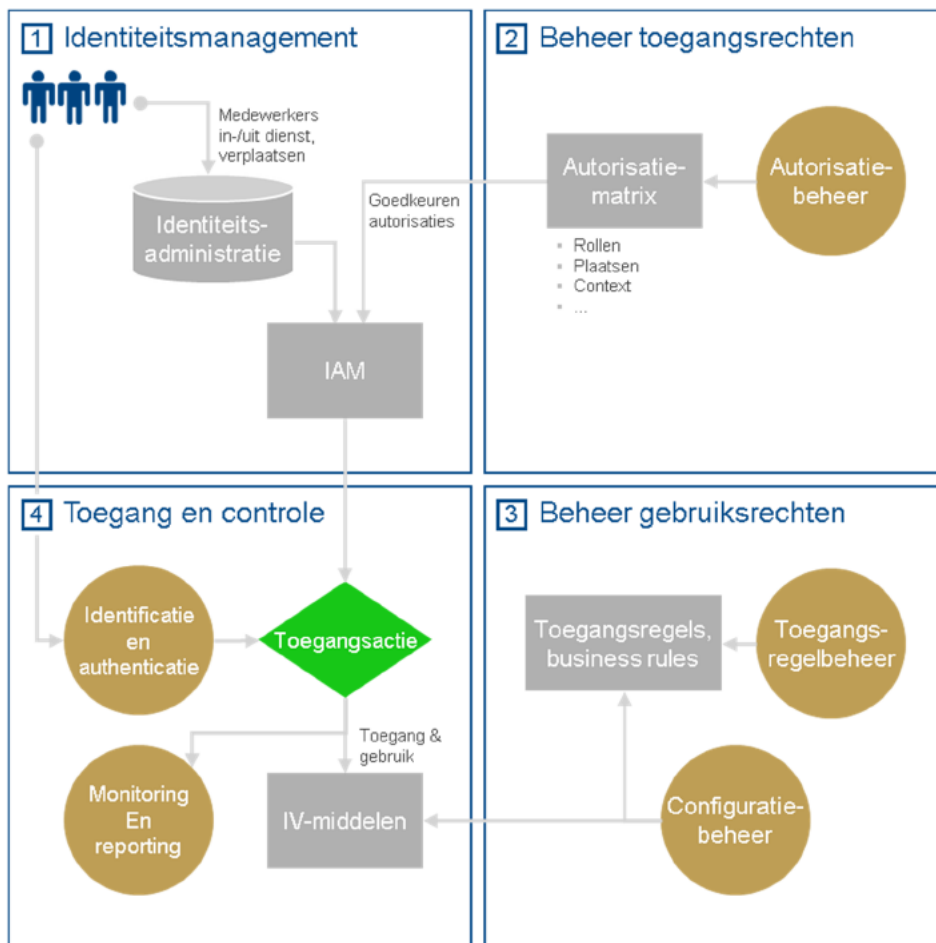 1 Identiteitsmanagement
Medewerkers
in-/uit dienst,
verplaatsen
Identiteits-
administratie
Goedkeuren
autorisaties
IAM
2 Beheer toegangsrechten
Autorisatie-
matrix
Autorisatie-
beheer
Rollen
Plaatsen
Context
...
4 Toegang en controle
Identificatie
en
authenticatie
Toegangsactie
Toegang &
gebruik
Monitoring
En
reporting
IV-middelen
3 Beheer gebruiksrechten
Toegangsregels,
business rules
Toegangs-
regelbeheer
Configuratie-
beheer